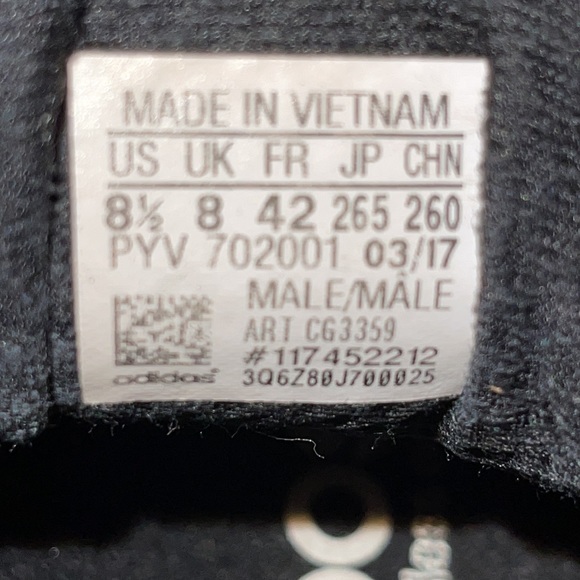 MADE IN VIETNAM
US UK FR JP CHN
8½ 8 42 265 260
PYV 702001 03/17
MALE/MÂLE
ART CG3359
#117452212
adidas 3Q6Z80J700025